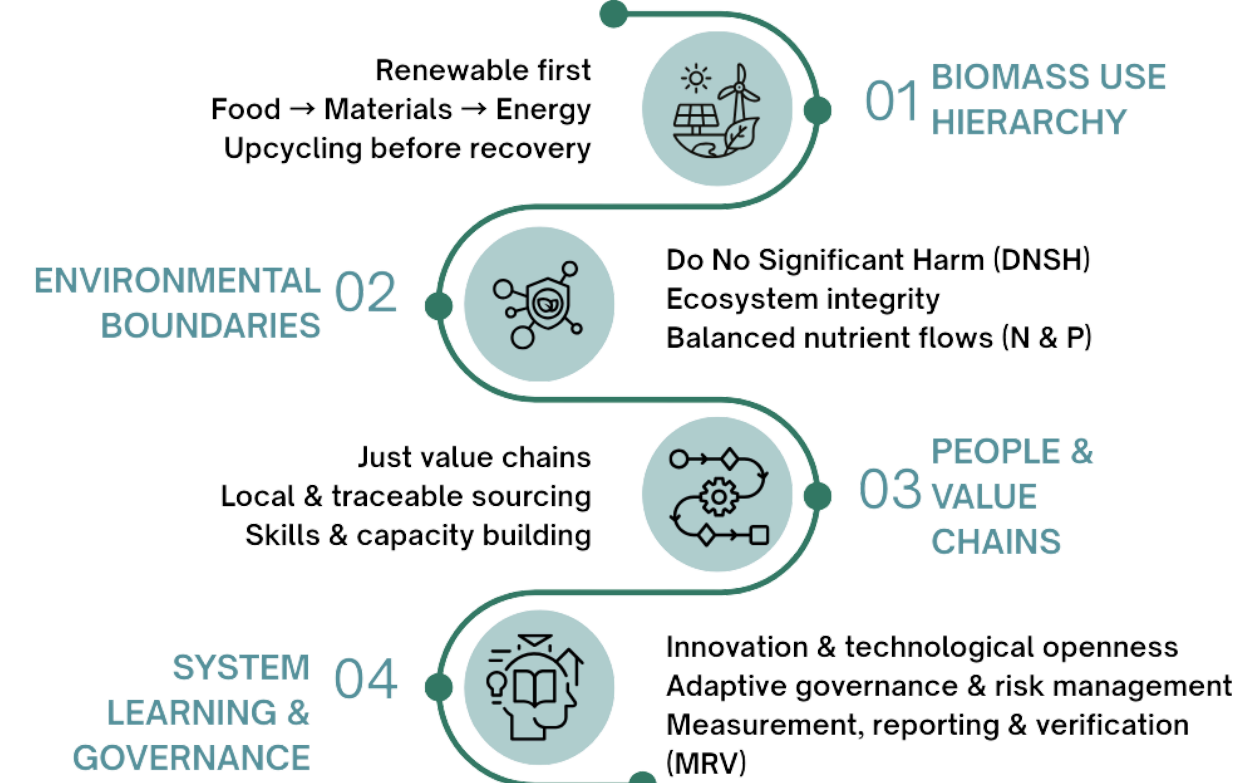 Renewable first
Food → Materials → Energy
Upcycling before recovery
01
BIOMASS USE
HIERARCHY
ENVIRONMENTAL
BOUNDARIES
02
Do No Significant Harm (DNSH)
Ecosystem integrity
Balanced nutrient flows (N & P)
Just value chains
Local & traceable sourcing
Skills & capacity building
03
PEOPLE &
VALUE
CHAINS
SYSTEM
LEARNING &
GOVERNANCE
04
Innovation & technological openness
Adaptive governance & risk management
Measurement, reporting & verification
(MRV)